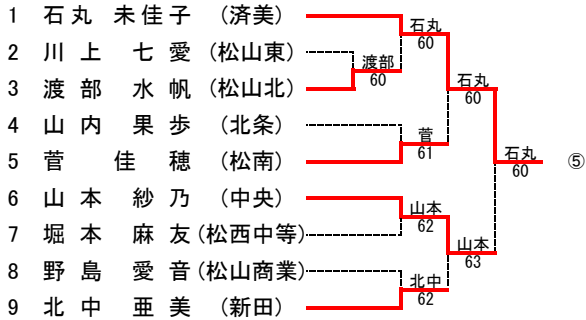 1 石丸 未佳子 (済美)
2 川上 七愛 (松山東)
3 渡部 水帆 (松山北)
4 山内 果歩 (北条)
5 菅 佳穂 (松南)
6 山本 紗乃 (中央)
7 堀本 麻友 (松西中等)
8 野島 愛音 (松山商業)
9 北中 亜美 (新田)
渡部
60
石丸
60
菅
61
山本
62
北中
62
石丸
60
山本
63
石丸
60
⑤